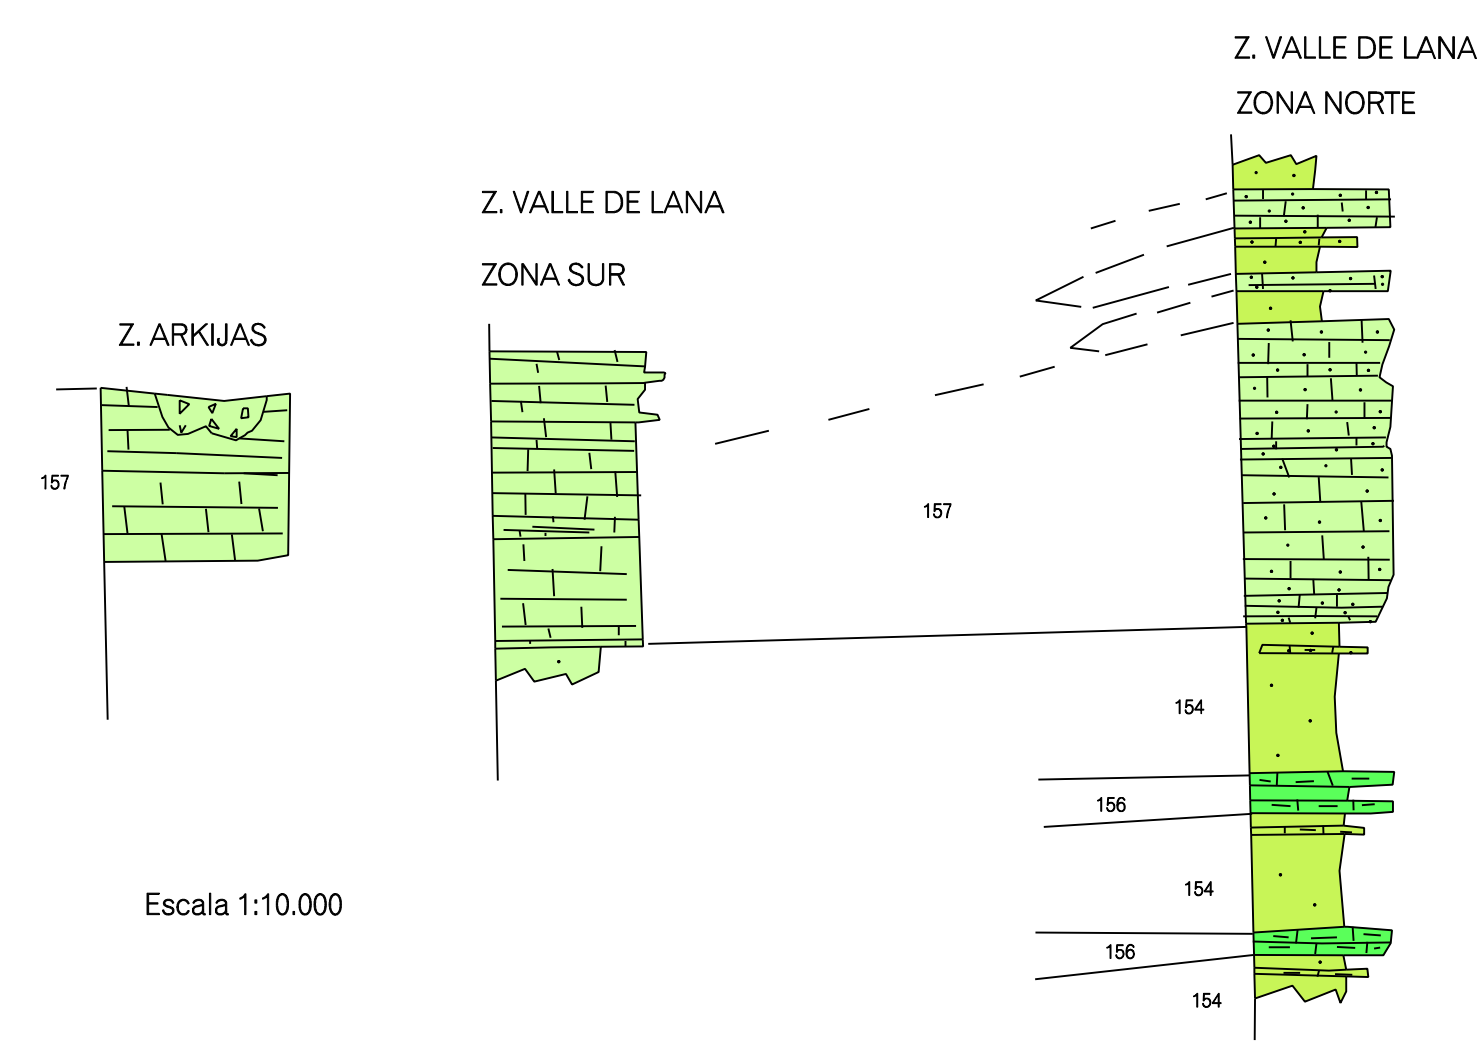 Z. VALLE DE LANA
ZONA NORTE
Z. VALLE DE LANA
ZONA SUR
Z. ARKIJAS
157
157
154
156
154
156
154
Escala 1:10.000